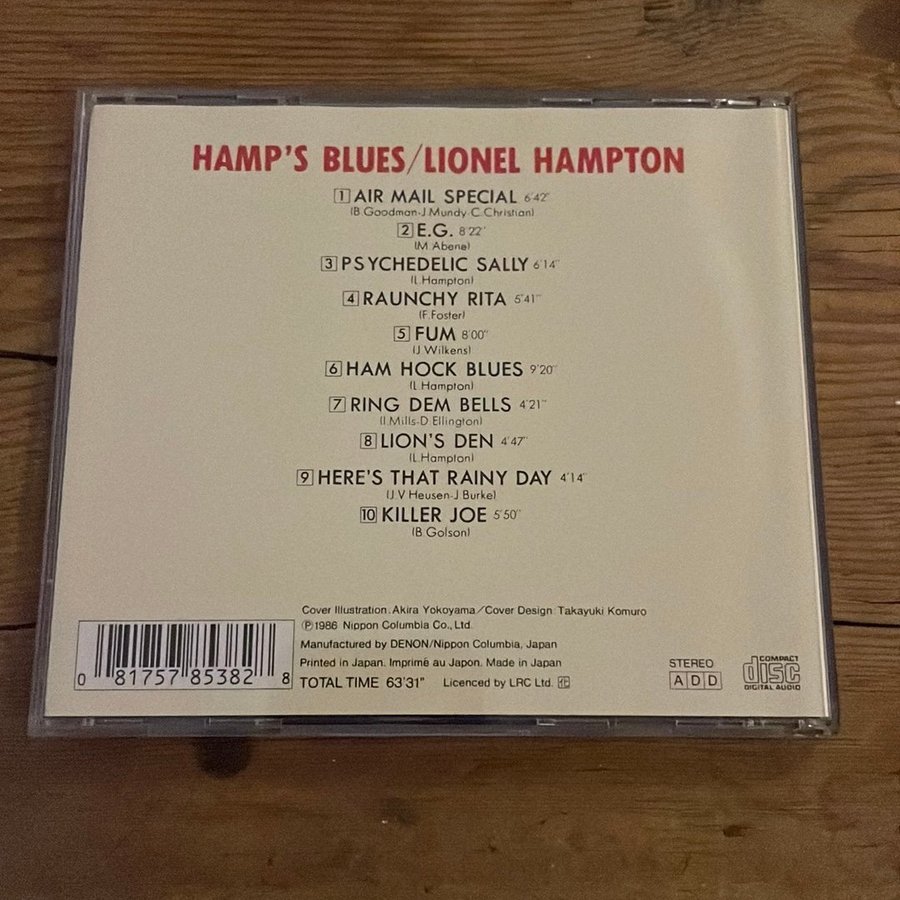 HAMP'S BLUES/LIONEL HAMPTON
1 AIR MAIL SPECIAL 6'42"
(B. Goodman-J. Mundy-C. Christian)
2 E.G. 8'22"
(M. Abene)
3 PSYCHEDELIC SALLY 6'14"
(L. Hampton)
4 RAUNCHY RITA 5'41"
(F. Foster)
5 FUM 8'00"
(J. Wilkens)
6 HAM HOCK BLUES 9'20"
(L. Hampton)
7 RING DEM BELLS 4'21"
(I. Mills-D. Ellington)
8 LION'S DEN 4'47"
(L. Hampton)
9 HERE'S THAT RAINY DAY 4'14"
(J. V. Heusen-J. Burke)
10 KILLER JOE 5'50"
(B. Golson)
Cover Illustration: Akira Yokoyama/Cover Design: Takayuki Komuro
℗1986 Nippon Columbia Co., Ltd.
Manufactured by DENON/Nippon Columbia, Japan
Printed in Japan. Imprimé au Japon. Made in Japan
TOTAL TIME 63'31" Licenced by LRC Ltd.
0 81757 85382 8
STEREO
ADD
COMPACT
disc
DIGITAL AUDIO